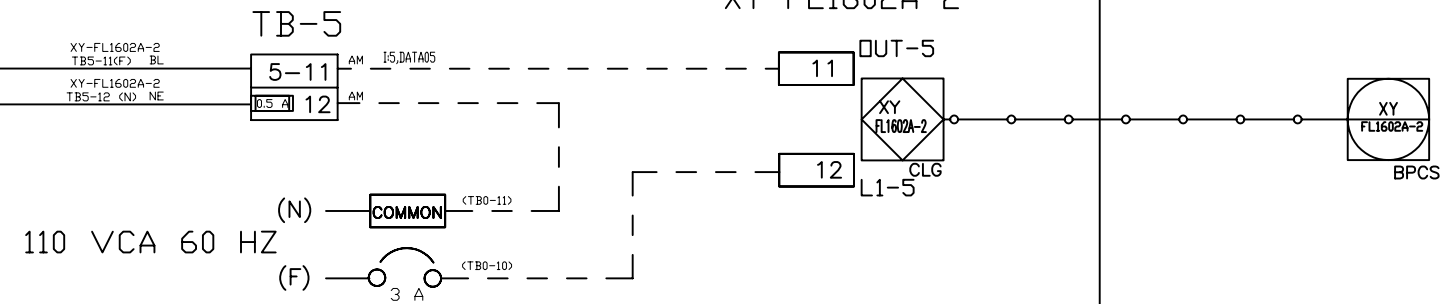 XY-FL1602A-2
TB-5
XY-FL1602A-2
TB5-11(F) BL
5-11
AM
I:5,DATA05
11
OUT-5
XY-FL1602A-2
TB5-12 (N) NE
0.5 A
12
AM
XY
FL1602A-2
XY
FL1602A-2
12
CLG
L1-5
BPCS
(N)
COMMON
(TB0-11)
110 VCA 60 HZ
(F)
3 A
(TB0-10)